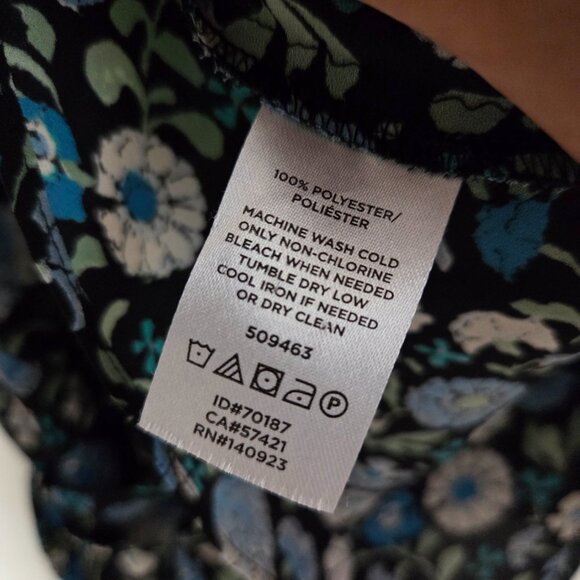 100% POLYESTER/
POLIÉSTER
MACHINE WASH COLD
ONLY NON-CHLORINE
BLEACH WHEN NEEDED
TUMBLE DRY LOW
COOL IRON IF NEEDED
OR DRY CLEAN
509463
P
ID#70187
CA#57421
RN#140923